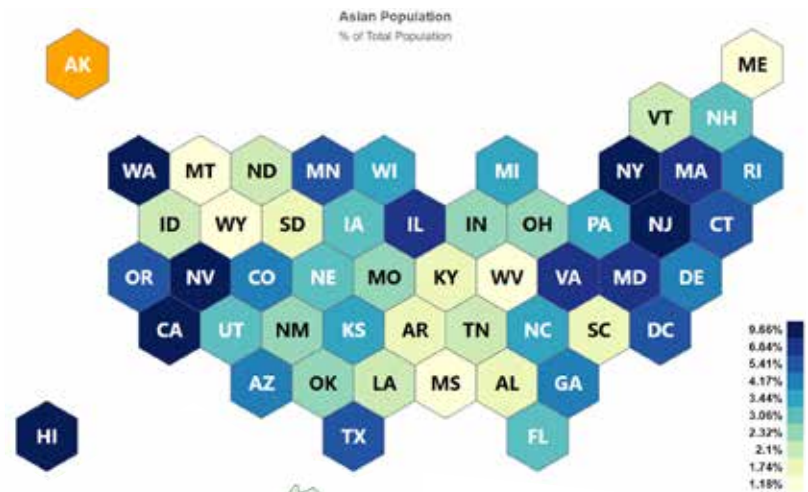 Asian Population
% of Total Population
AK
ME
VT NH
WA MT ND MN WI MI NY MA RI
ID WY SD IA IL IN OH PA NJ CT
OR NV CO NE MO KY WV VA MD DE
CA UT NM KS AR TN NC SC DC
AZ OK LA MS AL GA
HI TX FL
9.66%
6.84%
5.41%
4.17%
3.44%
3.06%
2.32%
2.1%
1.74%
1.18%